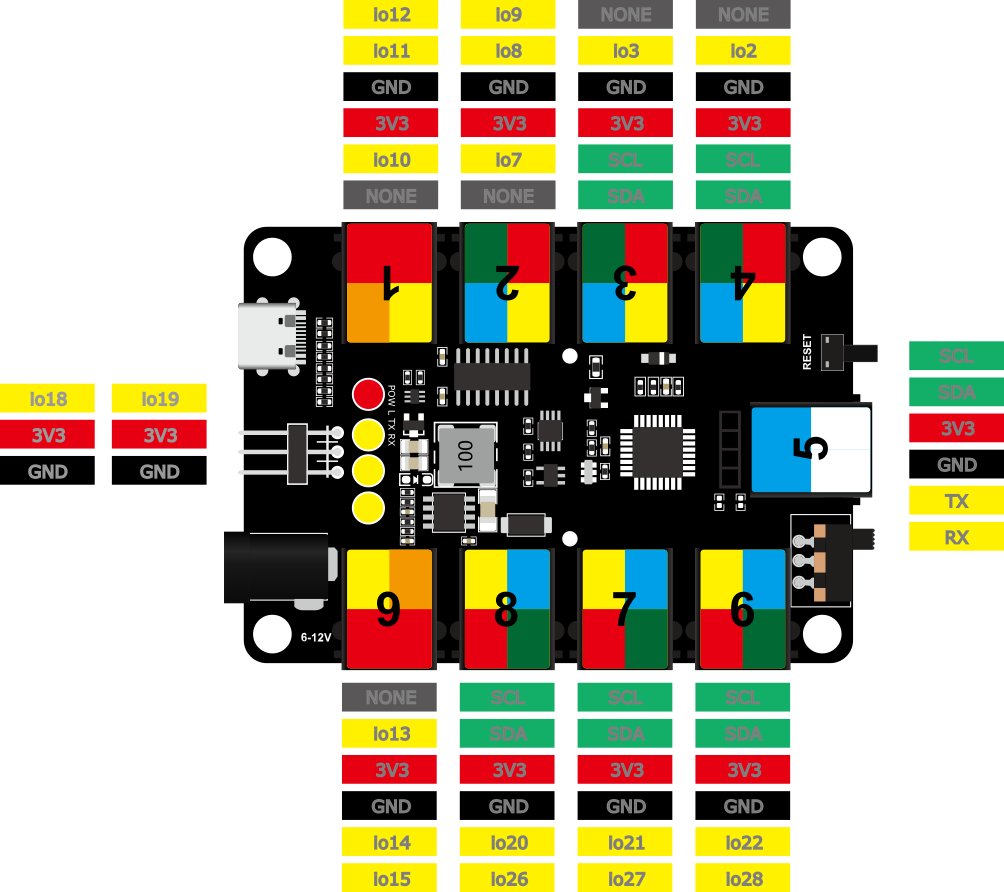 io12 io9 NONE NONE
io11 io8 io3 io2
GND GND GND GND
3V3 3V3 3V3 3V3
io10 io7 SCL SCL
NONE NONE SDA SDA
1 2 3 4
RESET
SCL
SDA
3V3
GND
TX
RX
io18 io19
3V3 3V3
GND GND
POW L TX RX
100
5
6-12V
9 8 7 6
NONE SCL SCL SCL
io13 SDA SDA SDA
3V3 3V3 3V3 3V3
GND GND GND GND
io14 io20 io21 io22
io15 io26 io27 io28